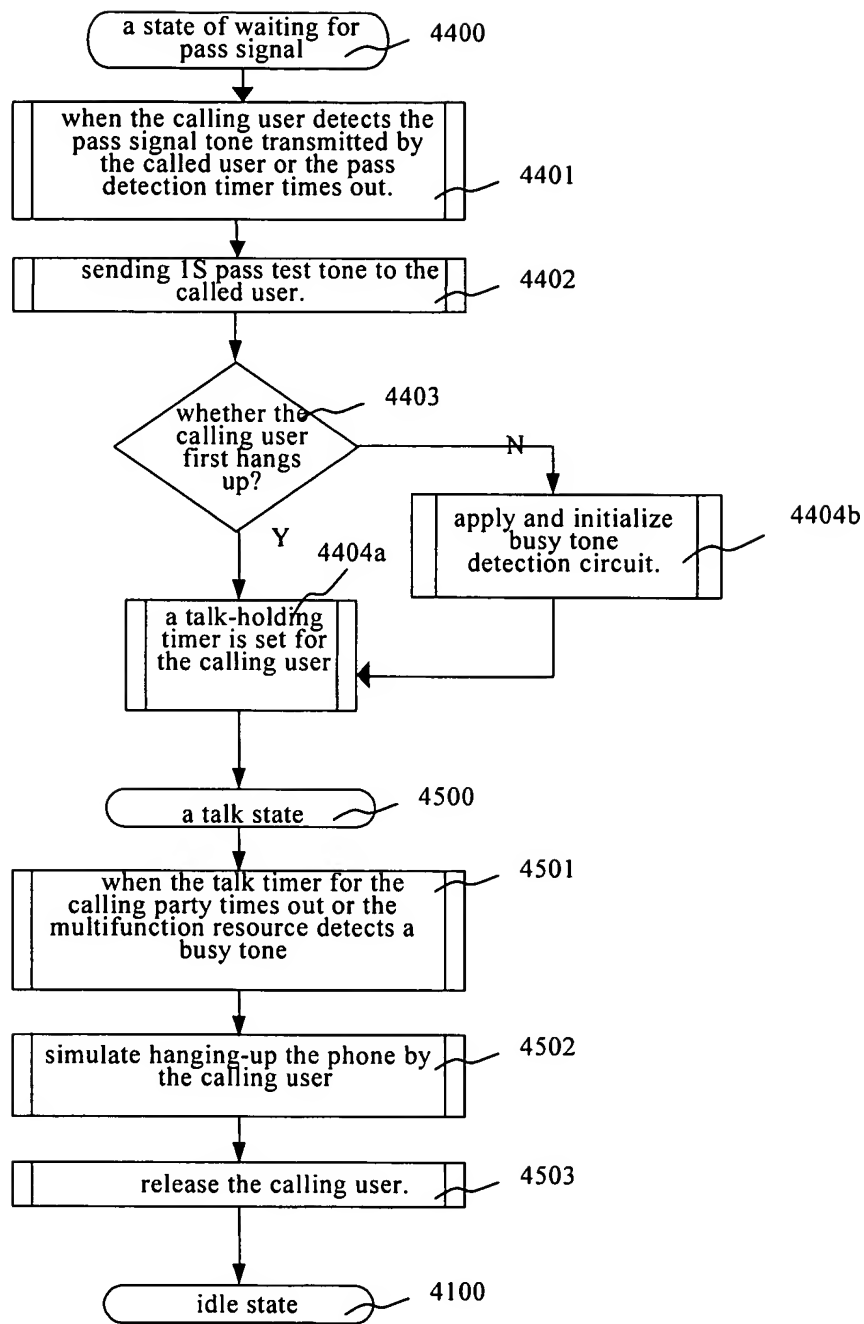 a state of waiting for
pass signal
4400
when the calling user detects the
pass signal tone transmitted by
the called user or the pass
detection timer times out.
4401
sending 1S pass test tone to the
called user.
4402
4403
whether the
calling user
first hangs
up?
N
Y
4404a
apply and initialize
busy tone
detection circuit.
4404b
a talk-holding
timer is set for
the calling user
4500
a talk state
4501
when the talk timer for the
calling party times out or the
multifunction resource detects a
busy tone
4502
simulate hanging-up the phone by
the calling user
4503
release the calling user.
idle state
4100